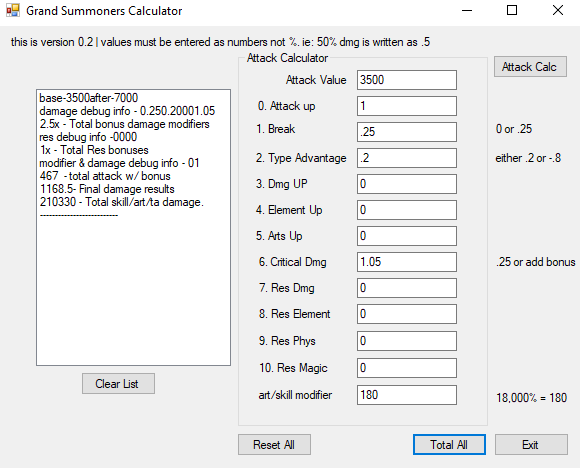 Grand Summoners Calculator
this is version 0.2 | values must be entered as numbers not %. ie: 50% dmg is written as .5
Attack Calculator
Attack Value 3500 Attack Calc
base-3500after-7000
damage debug info - 0.250.20001.05
2.5x - Total bonus damage modifiers
res debug info -0000
1x - Total Res bonuses
modifier & damage debug info - 01
467 -total attack w/ bonus
1168.5- Final damage results
210330 - Total skill/art/ta damage.
--------------------------
Clear List
0. Attack up 1
1. Break .25 0 or .25
2. Type Advantage .2 either .2 or -.8
3. Dmg UP 0
4. Element Up 0
5. Arts Up 0
6. Critical Dmg 1.05 .25 or add bonus
7. Res Dmg 0
8. Res Element 0
9. Res Phys 0
10. Res Magic 0
art/skill modifier 180 18,000% = 180
Reset All Total All Exit